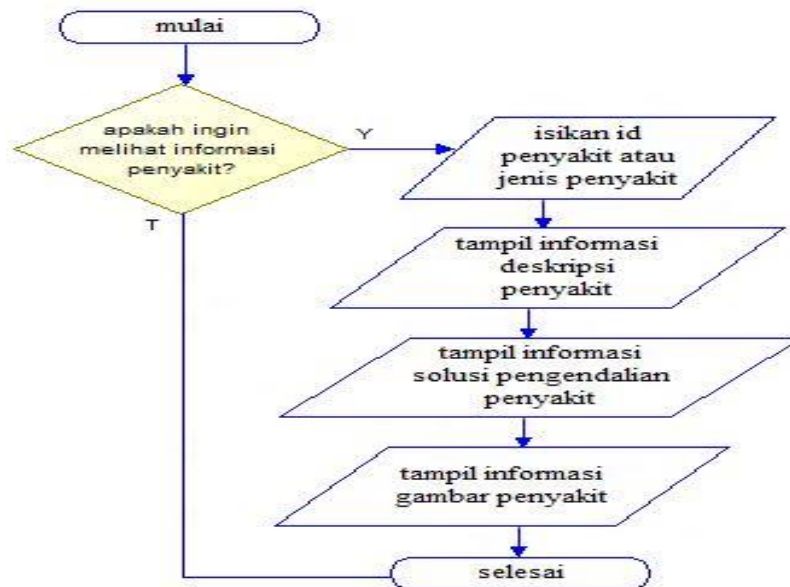 mulai
apakah ingin
melihat informasi
penyakit?
Y
T
isikan id
penyakit atau
jenis penyakit
tampil informasi
deskripsi
penyakit
tampil informasi
solusi pengendalian
penyakit
tampil informasi
gambar penyakit
selesai